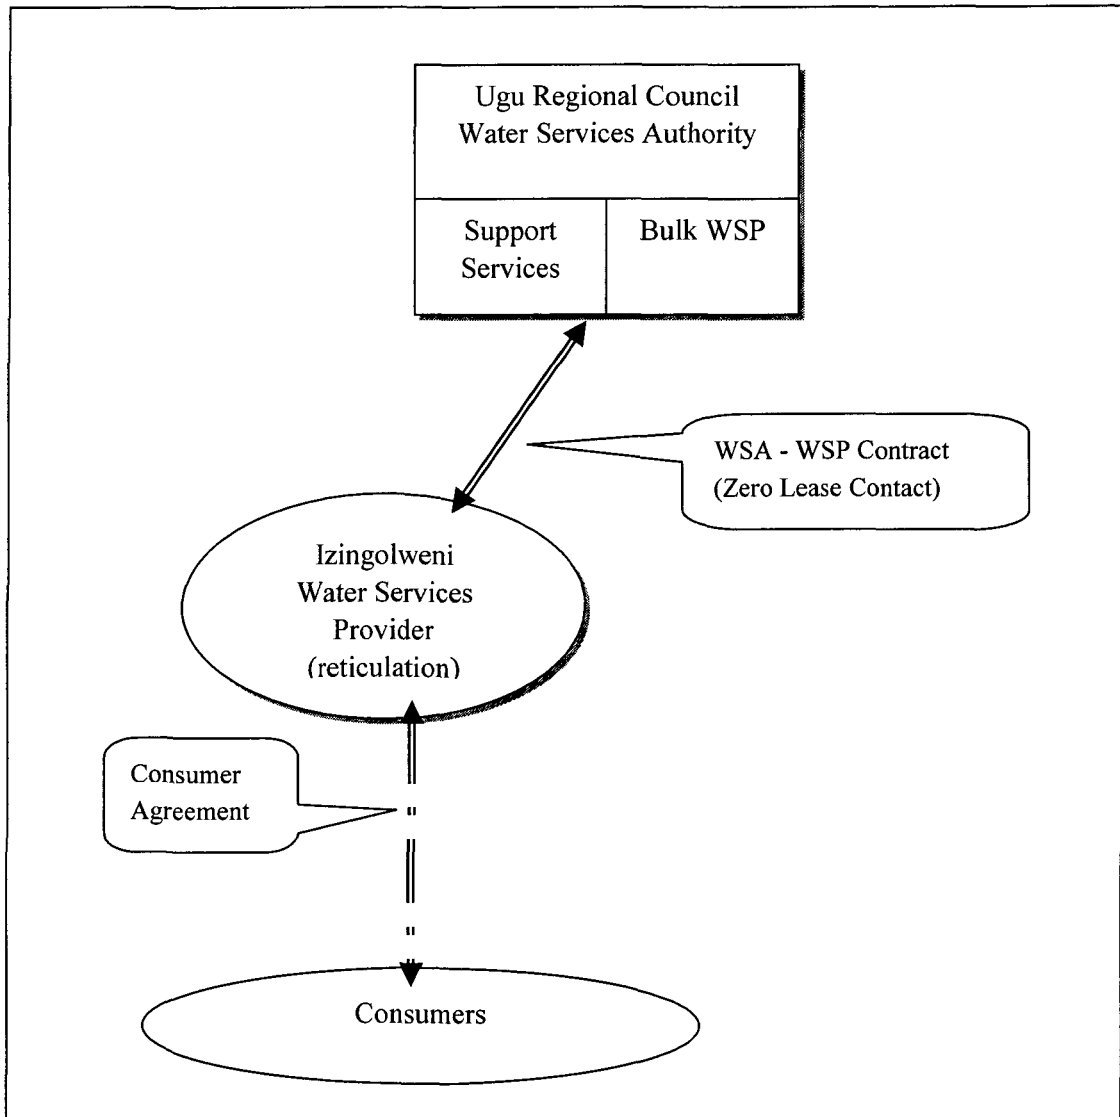 Ugu Regional Council
Water Services Authority
Support
Services
Bulk WSP
WSA - WSP Contract
(Zero Lease Contact)
Izingolweni
Water Services
Provider
(reticulation)
Consumer
Agreement
Consumers